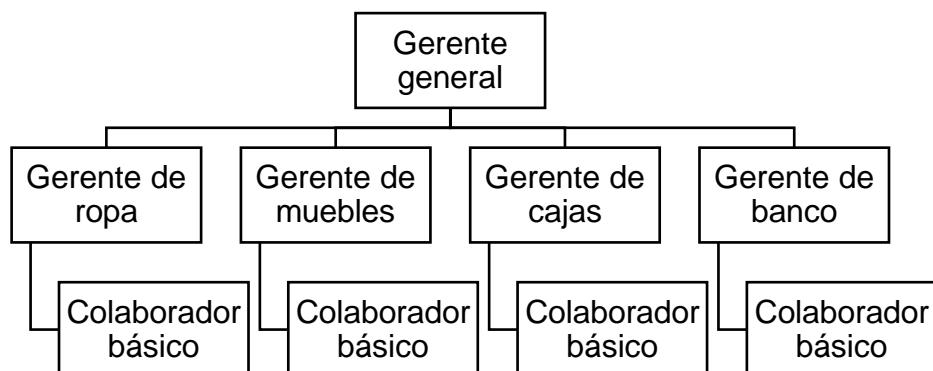 Gerente
general
Gerente de
ropa
Gerente de
muebles
Gerente de
cajas
Gerente de
banco
Colaborador
básico
Colaborador
básico
Colaborador
básico
Colaborador
básico